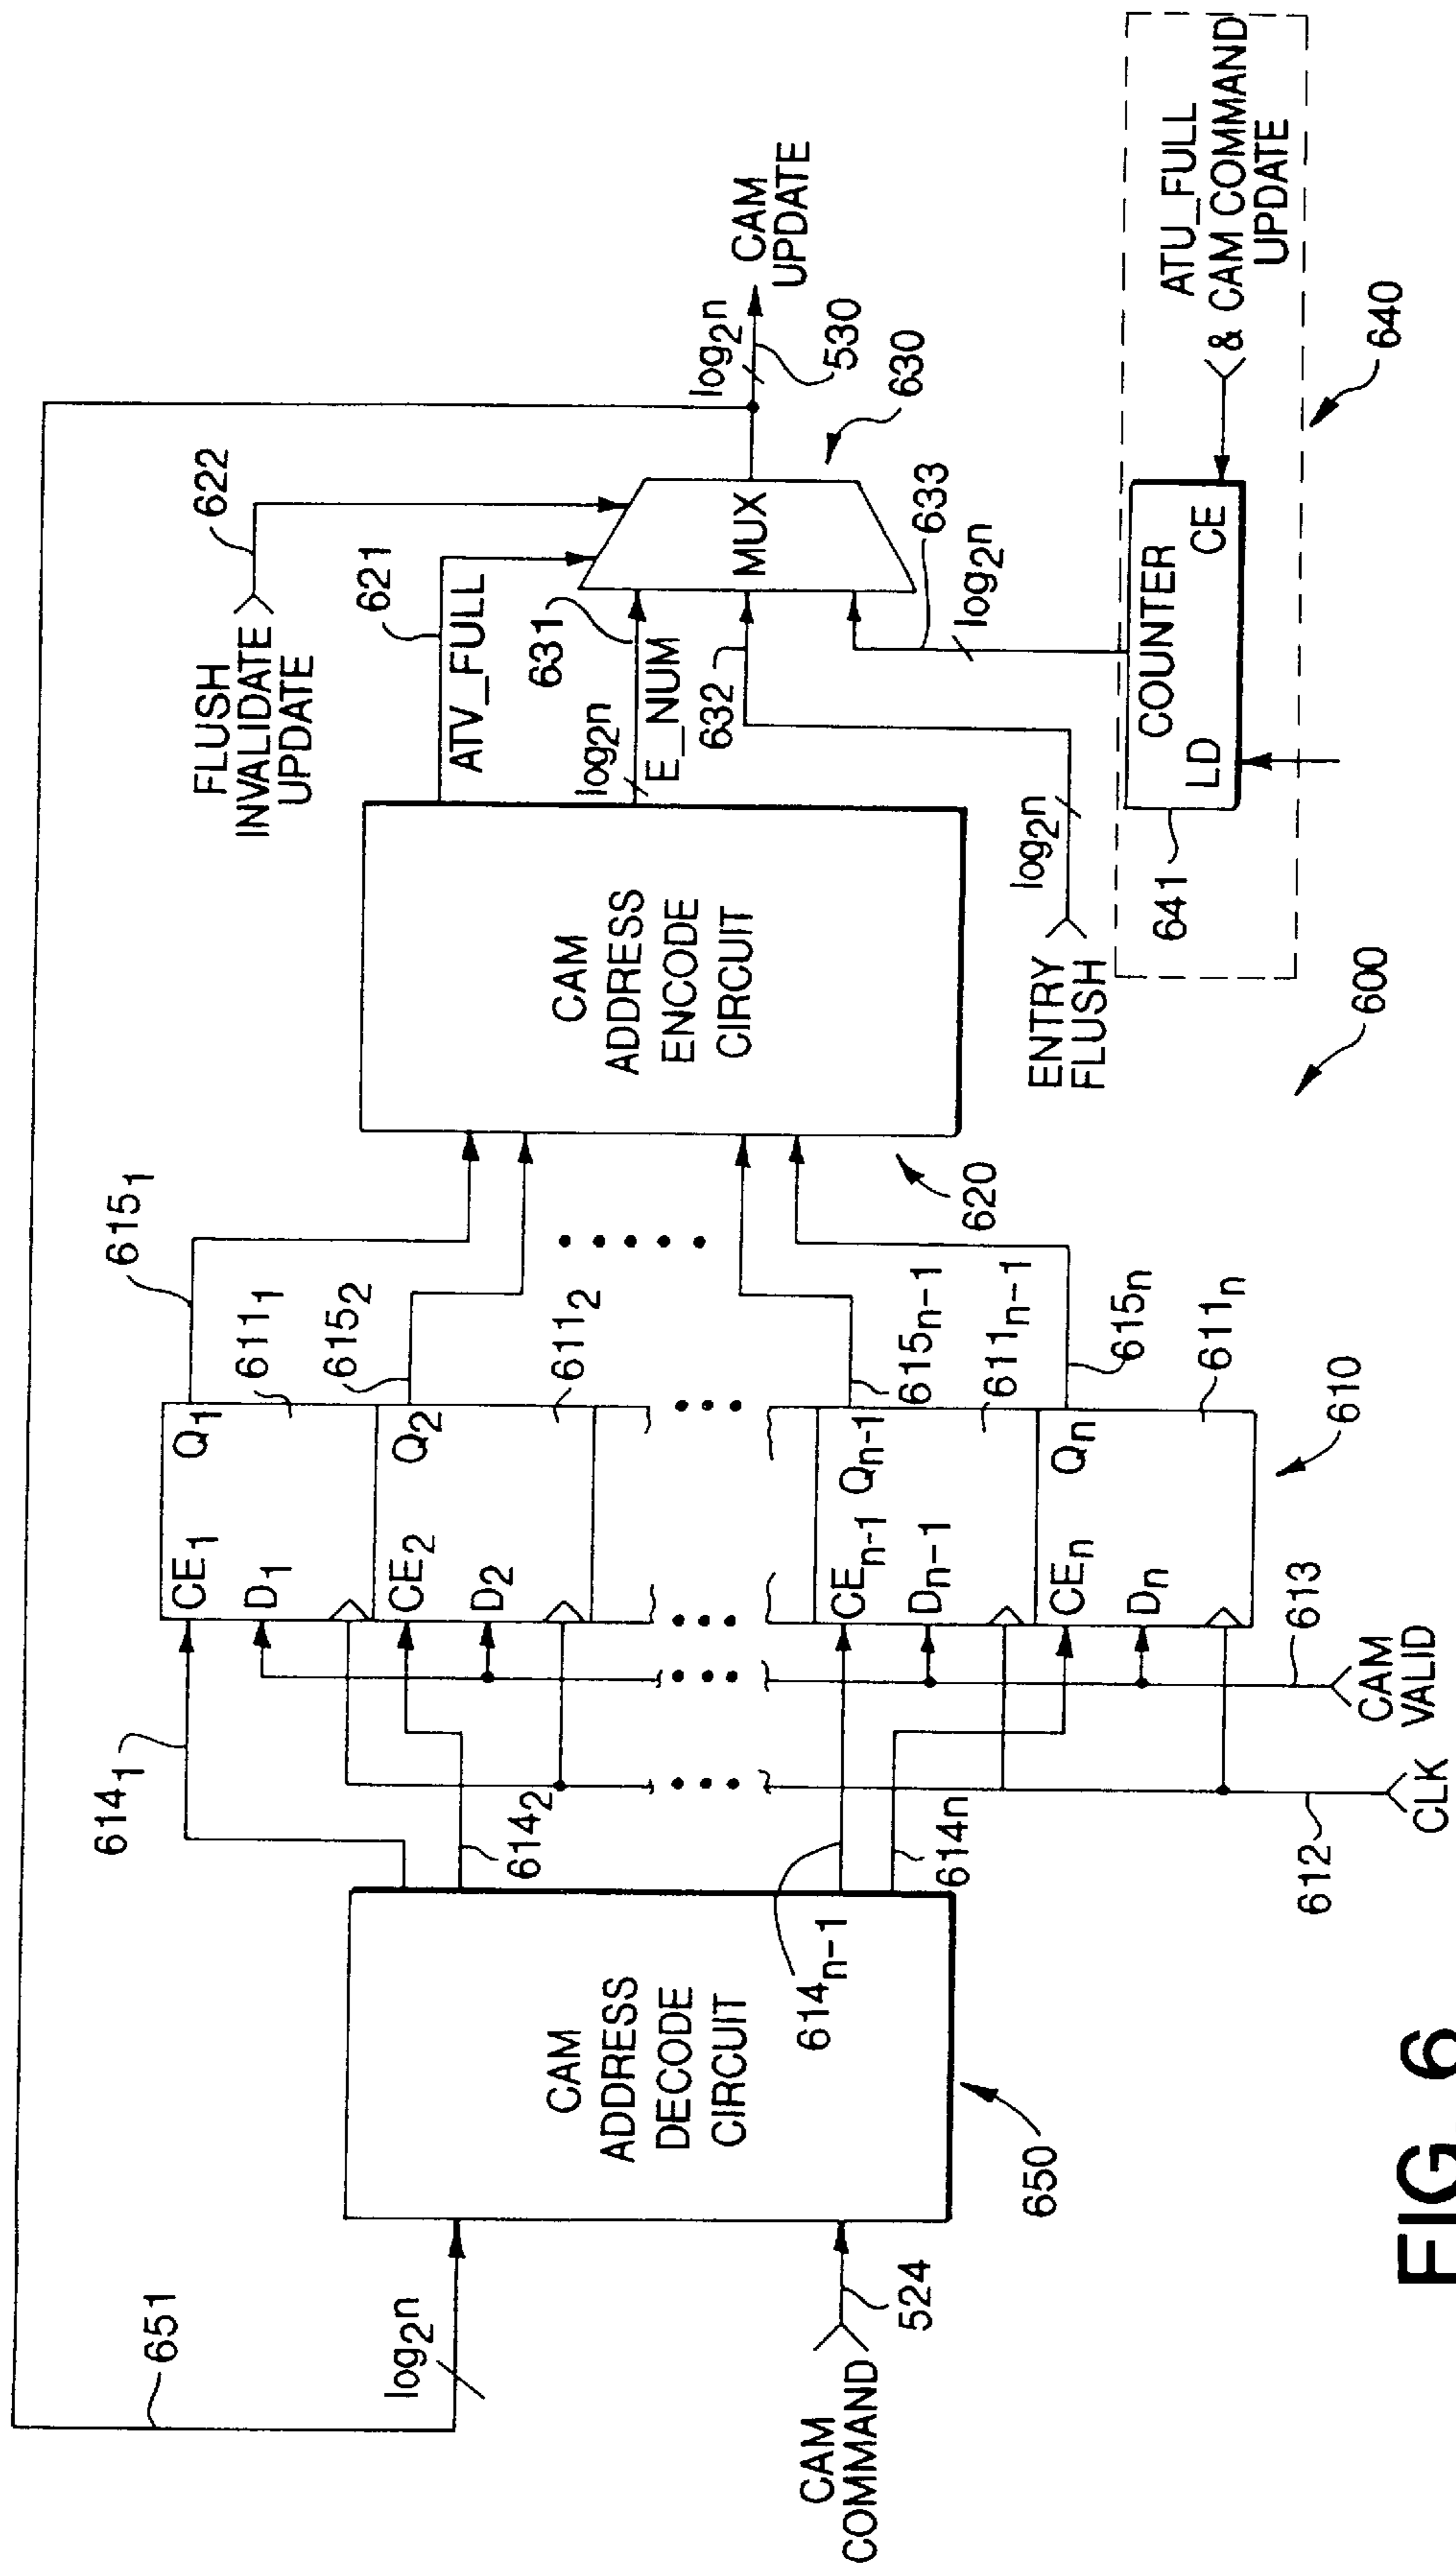 651
log2n
CAM
COMMAND
524
CAM
ADDRESS
DECODE
CIRCUIT
650
614n-1
6141
6142
614n
612
CLK
613
CAM
VALID
CE1
Q1
D1
CE2
Q2
D2
CEn-1
Qn-1
Dn-1
CEn
Qn
Dn
610
6151
6111
6152
6112
615n-1
611n-1
615n
611n
CAM
ADDRESS
ENCODE
CIRCUIT
620
FLUSH
INVALIDATE
UPDATE
622
621
ATV_FULL
631
log2n
E_NUM
632
MUX
630
633
log2n
log2n
ENTRY
FLUSH
log2n
CAM
UPDATE
530
COUNTER
LD
CE
641
ATU_FULL
& CAM COMMAND
UPDATE
640
600
FIG. 6